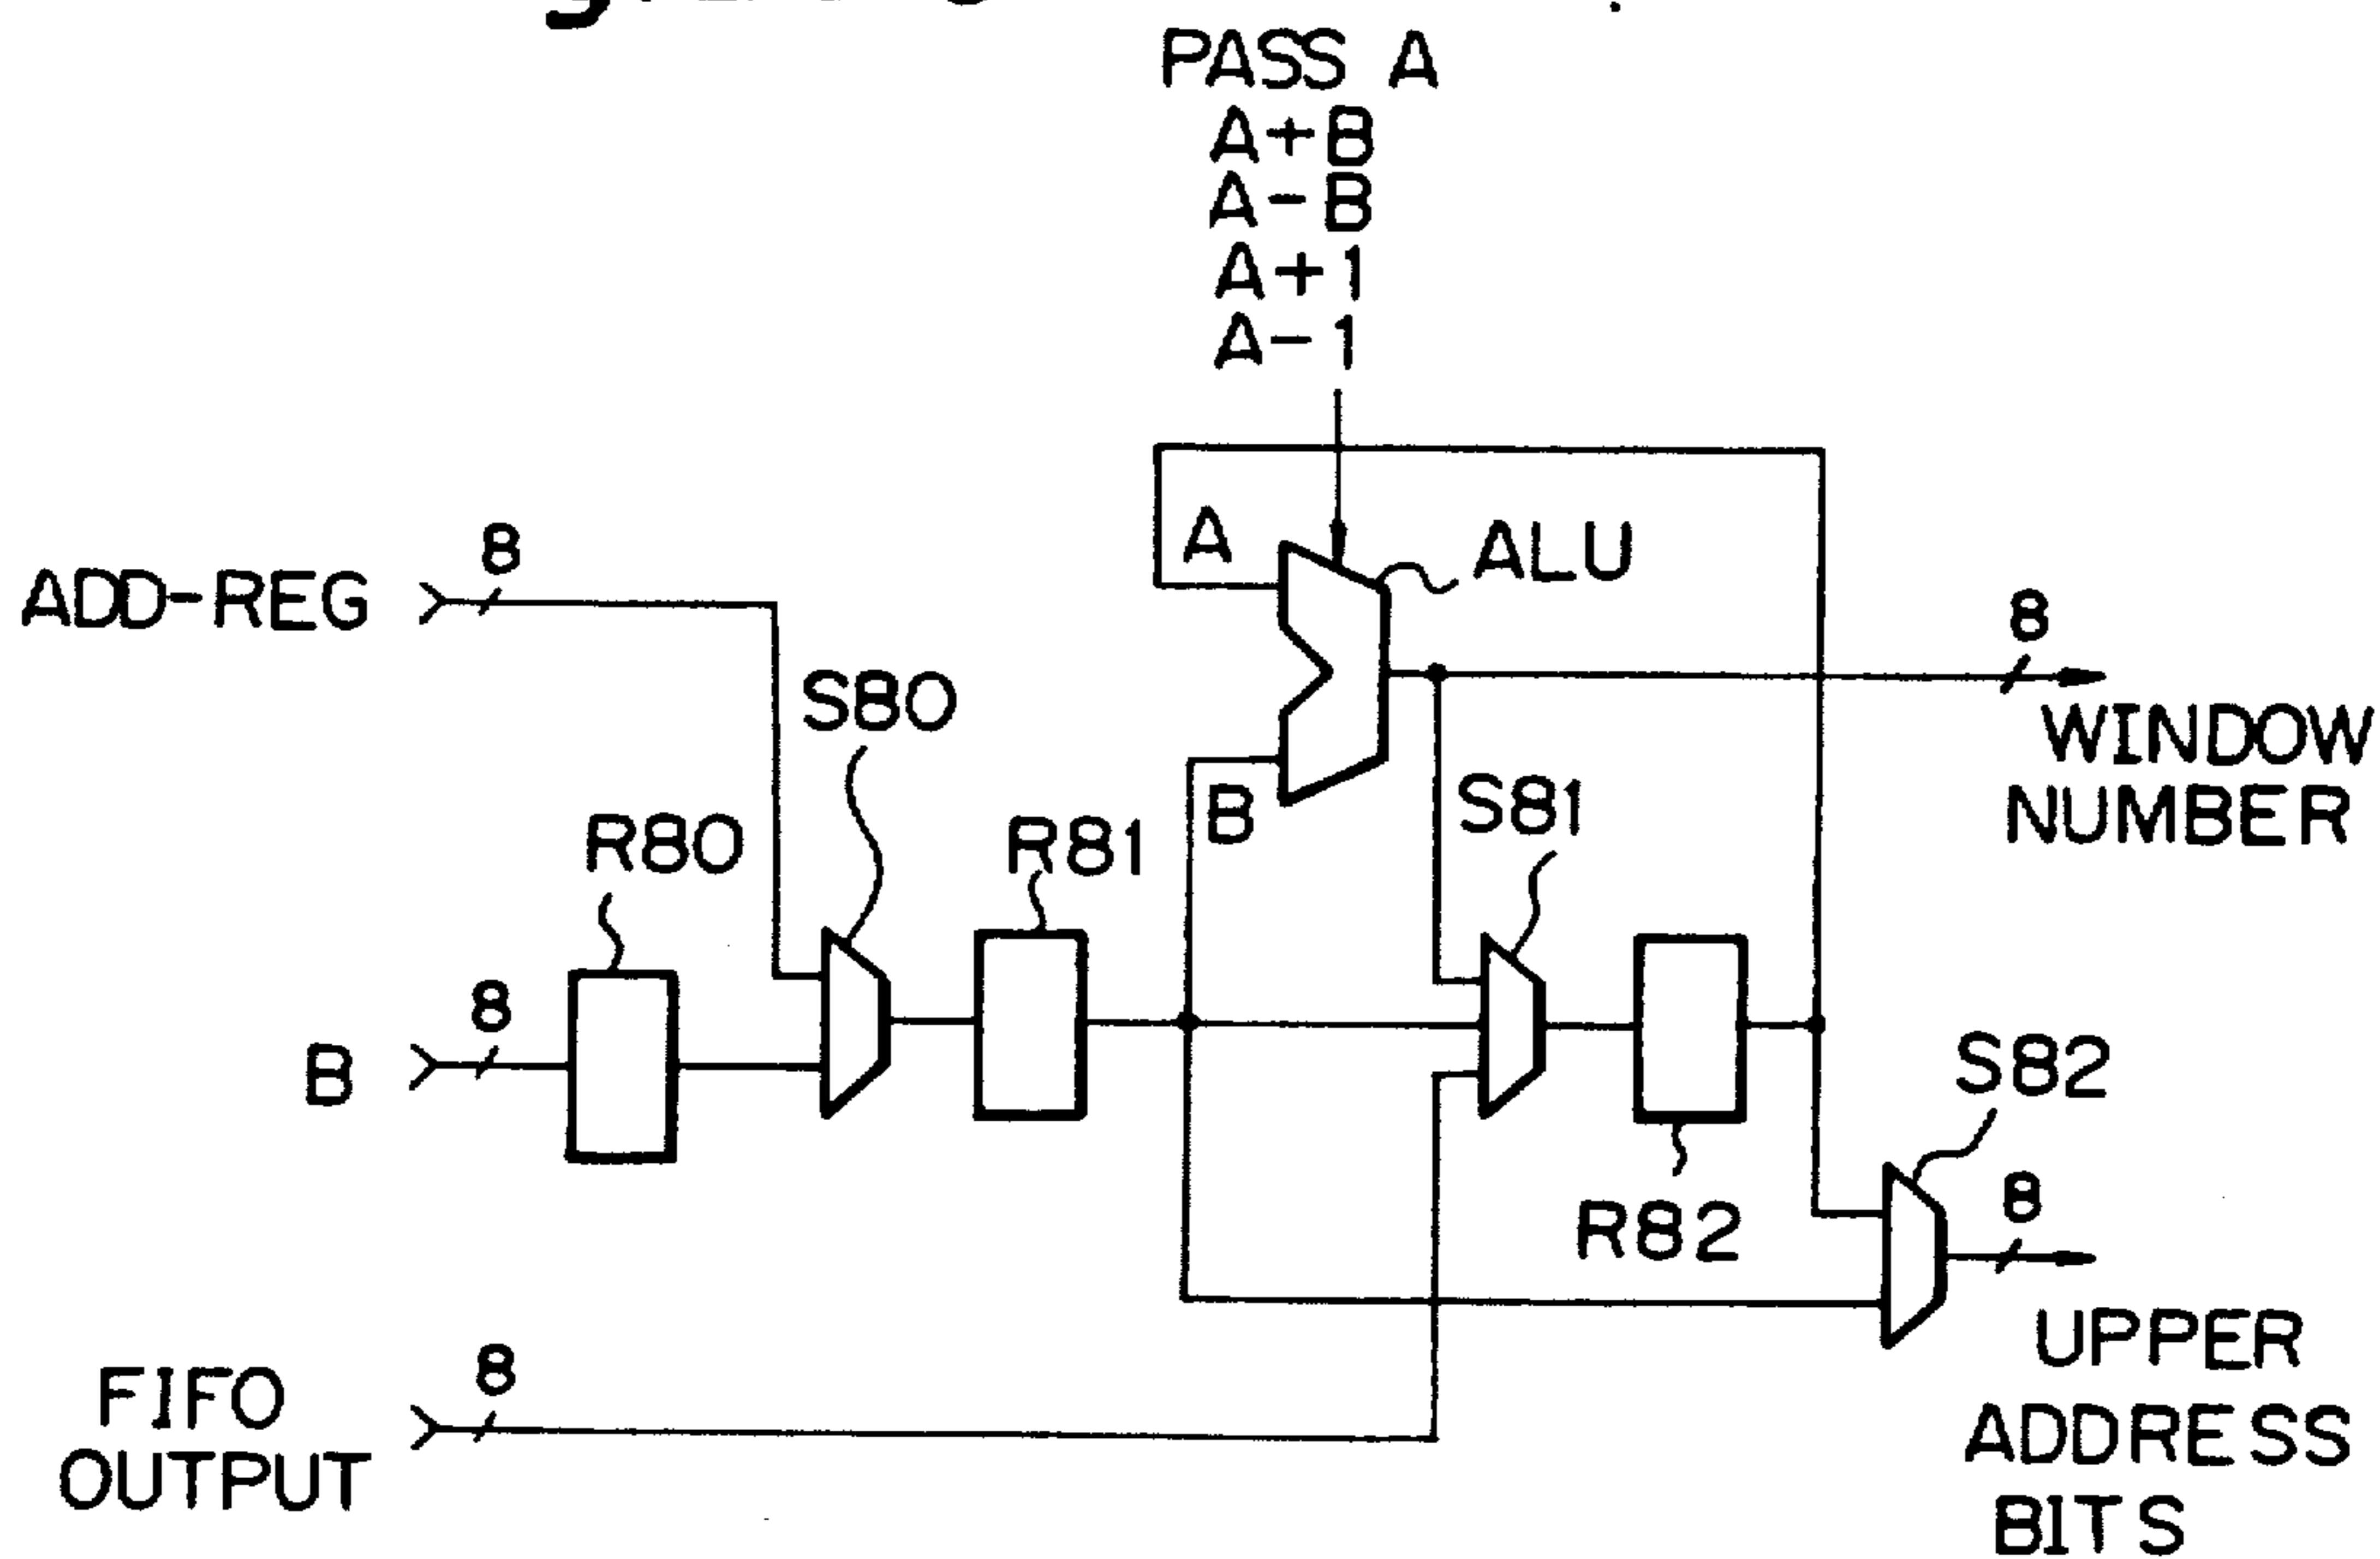 PASS A
A+B
A-B
A+1
A-1
A
ALU
ADD-REG
8
8
S80
WINDOW
NUMBER
S81
B
R80
R81
8
B
S82
8
R82
UPPER
ADDRESS
BITS
8
FIFO
OUTPUT